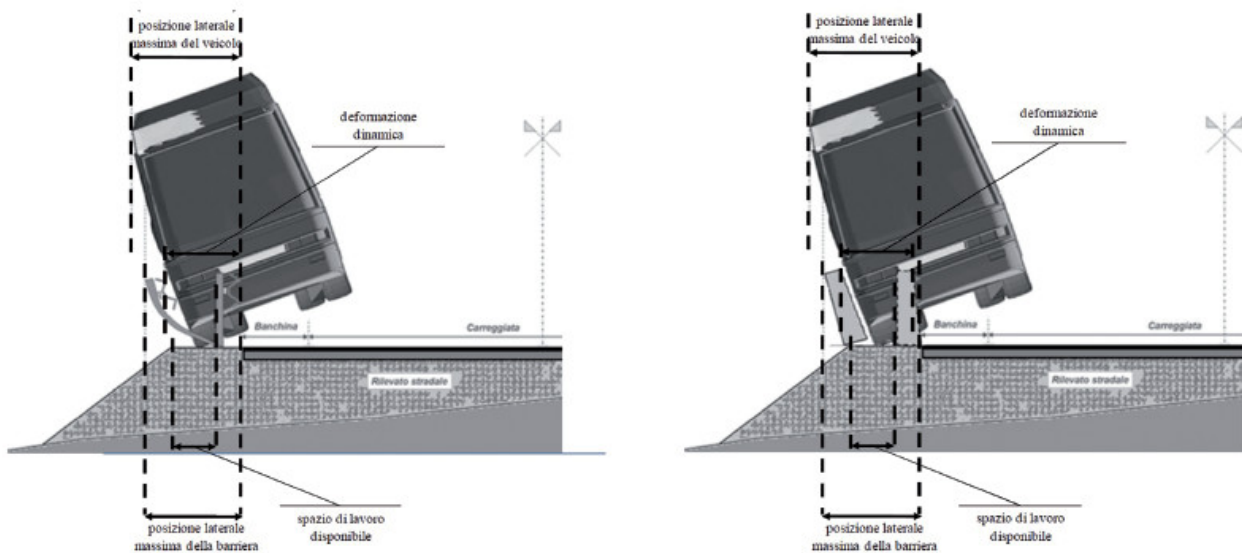 posizione laterale
massima del veicolo
deformazione
dinamica
Banchina
Carreggiata
Rilevato stradale
spazio di lavoro
disponibile
posizione laterale
massima della barriera
posizione laterale
massima del veicolo
deformazione
dinamica
Banchina
Carreggiata
Rilevato stradale
spazio di lavoro
disponibile
posizione laterale
massima della barriera